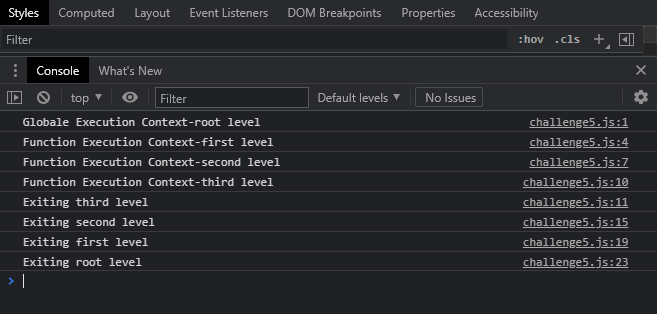 Styles Computed Layout Event Listeners DOM Breakpoints Properties Accessibility
Filter :hov .cls
Console What's New
top Filter Default levels No Issues
Globale Execution Context-root level challenge5.js:1
Function Execution Context-first level challenge5.js:4
Function Execution Context-second level challenge5.js:7
Function Execution Context-third level challenge5.js:10
Exiting third level challenge5.js:11
Exiting second level challenge5.js:15
Exiting first level challenge5.js:19
Exiting root level challenge5.js:23